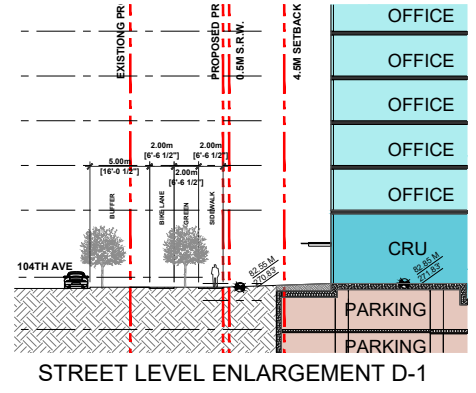 EXISTIONG PR
PROPOSED PR
0.5M S.R.W.
4.5M SETBACK
OFFICE
OFFICE
OFFICE
OFFICE
OFFICE
CRU
2.00m
[6'-6 1/2"]
2.00m
[6'-6 1/2"]
5.00m
[16'-0 1/2"]
2.00m
[6'-6 1/2"]
BUFFER
BIKE LANE
GREEN
SIDEWALK
104TH AVE
82.55 M
270.83'
82.85 M
271.83'
PARKING
PARKING
STREET LEVEL ENLARGEMENT D-1